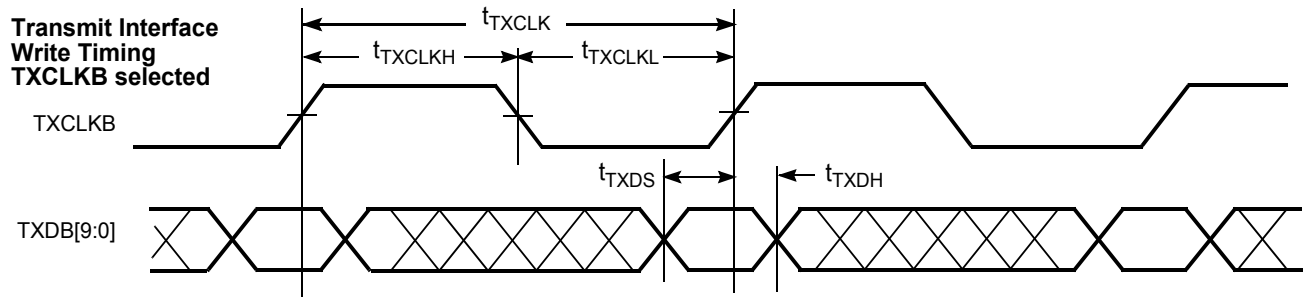 Transmit Interface
Write Timing
TXCLKB selected
tTXCLK
tTXCLKH
tTXCLKL
TXCLKB
tTXDS
tTXDH
TXDB[9:0]